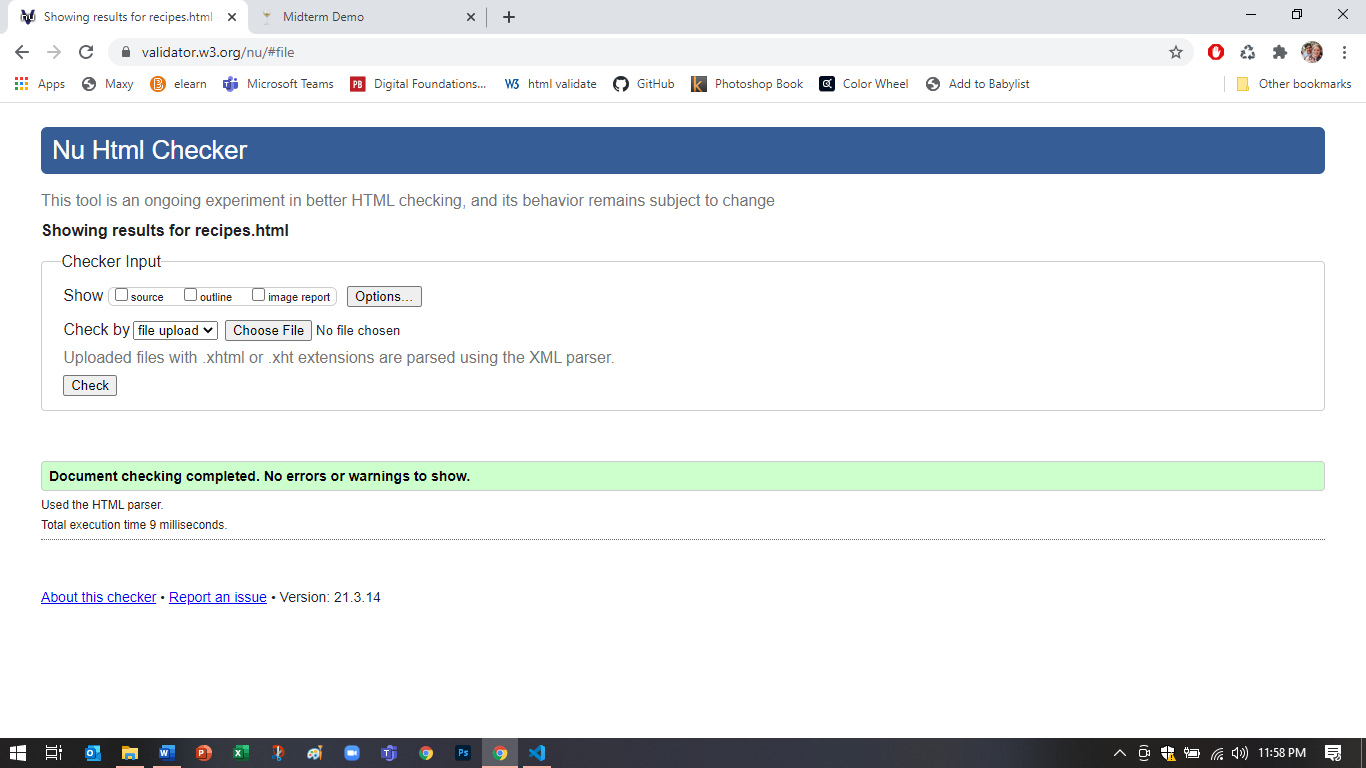 Showing results for recipes.html
Midterm Demo
validator.w3.org/nu/#file
Apps Maxy elearn Microsoft Teams PB Digital Foundations... W3 html validate GitHub Photoshop Book Color Wheel Add to Babylist Other bookmarks
Nu Html Checker
This tool is an ongoing experiment in better HTML checking, and its behavior remains subject to change
Showing results for recipes.html
Checker Input
Show source outline image report Options...
Check by file upload Choose File No file chosen
Uploaded files with .xhtml or .xht extensions are parsed using the XML parser.
Check
Document checking completed. No errors or warnings to show.
Used the HTML parser.
Total execution time 9 milliseconds.
About this checker • Report an issue • Version: 21.3.14
11:58 PM